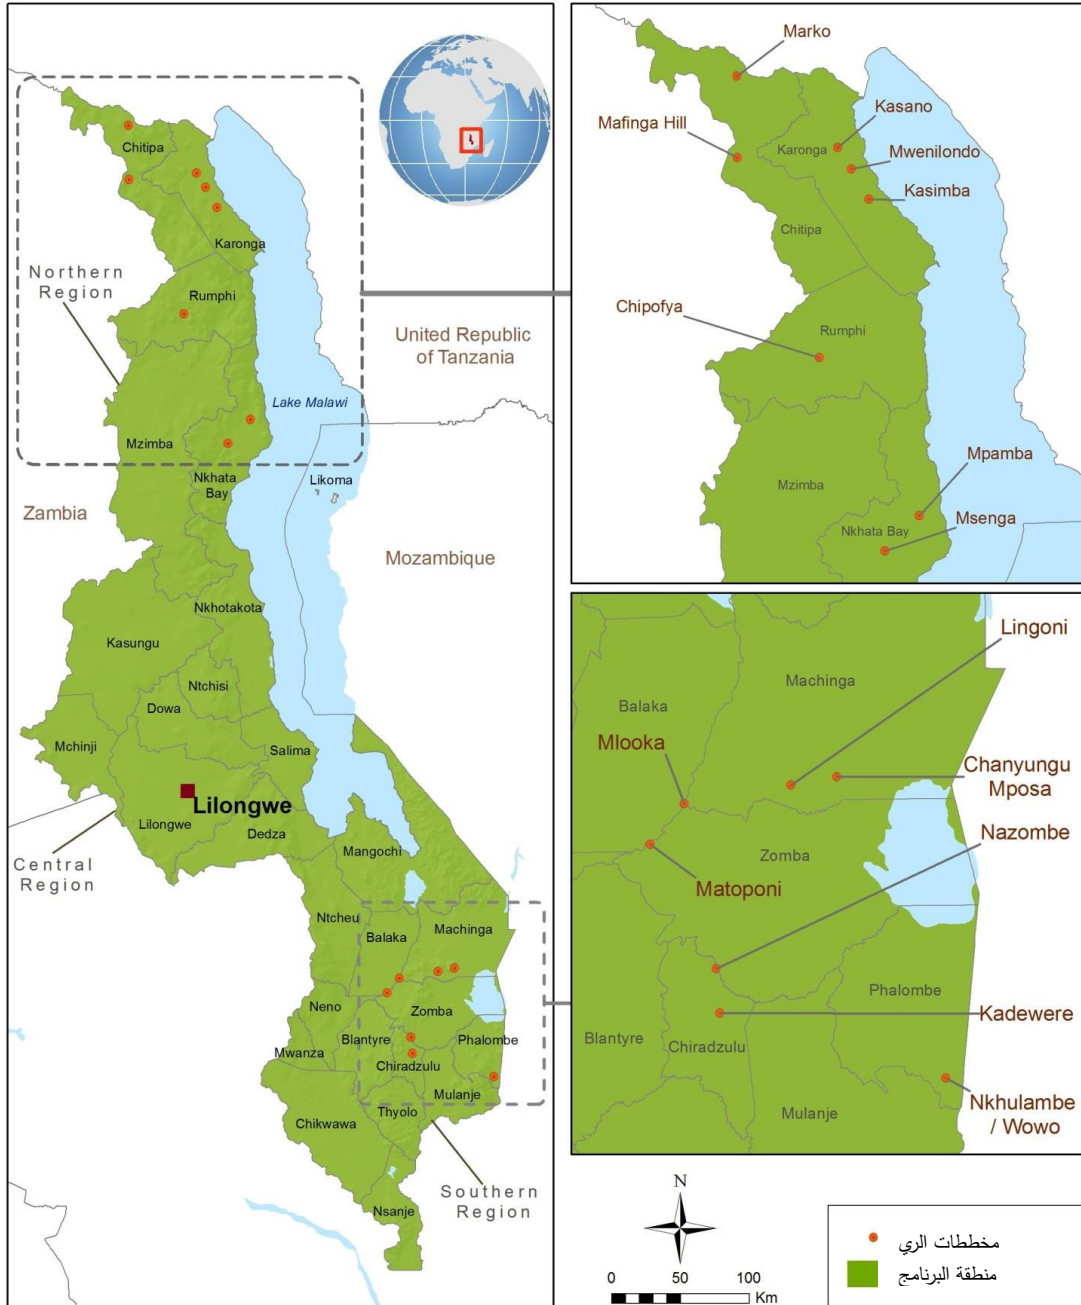 Chitipa
Karonga
Northern
Region
Rumphi
United Republic
of Tanzania
Lake Malawi
Mzimba
Nkhata
Bay
Likoma
Zambia
Mozambique
Nkhotakota
Kasungu
Ntchisi
Dowa
Mchinji
Salima
Lilongwe
Lilongwe
Dedza
Central
Region
Mangochi
Ntcheu
Balaka
Machinga
Neno
Zomba
Blantyre
Phalombe
Mwanza
Chiradzulu
Mulanje
Thyolo
Chikwawa
Southern
Region
Nsanje
Marko
Kasano
Mafinga Hill
Karonga
Mwenilondo
Kasimba
Chitipa
Chipofya
Rumphi
Mpamba
Mzimba
Msenga
Nkhata Bay
Lingoni
Machinga
Balaka
Mlooka
Chanyungu
Mposa
Nazombe
Zomba
Matoponi
Phalombe
Kadewere
Blantyre
Chiradzulu
Nkhulambe
/ Wowo
Mulanje
N
0 50 100
Km
مخططات الري
منطقة البرنامج